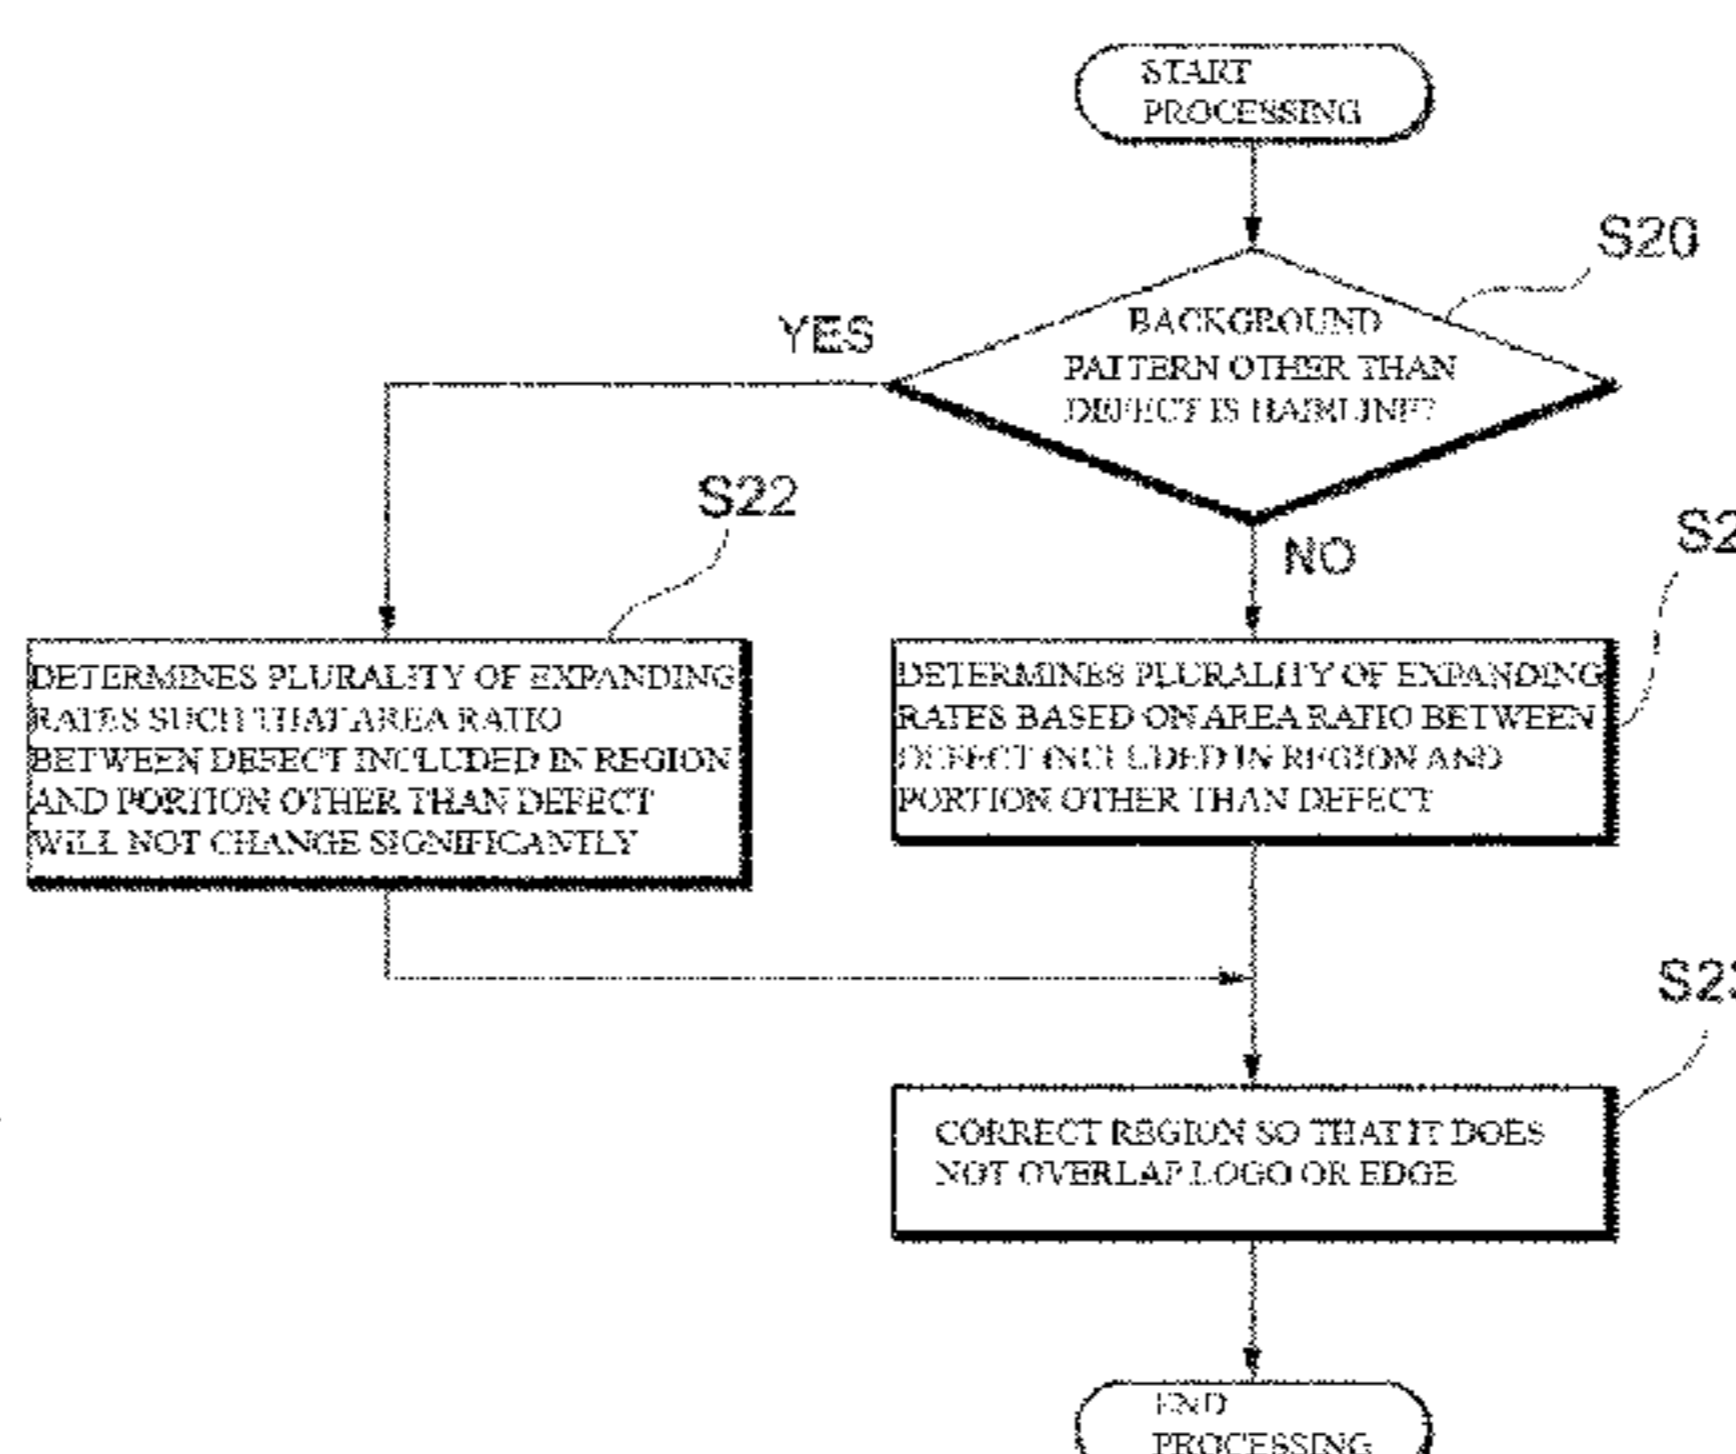 START
PROCESSING
S20
BACKGROUND
PATTERN OTHER THAN
DEFECT IS HAIRLINE?
YES
NO
S22
DETERMINES PLURALITY OF EXPANDING
RATES SUCH THAT AREA RATIO
BETWEEN DEFECT INCLUDED IN REGION
AND PORTION OTHER THAN DEFECT
WILL NOT CHANGE SIGNIFICANTLY
S2
DETERMINES PLURALITY OF EXPANDING
RATES BASED ON AREA RATIO BETWEEN
DEFECT INCLUDED IN REGION AND
PORTION OTHER THAN DEFECT
S23
CORRECT REGION SO THAT IT DOES
NOT OVERLAP LOGO OR EDGE
END
PROCESSING